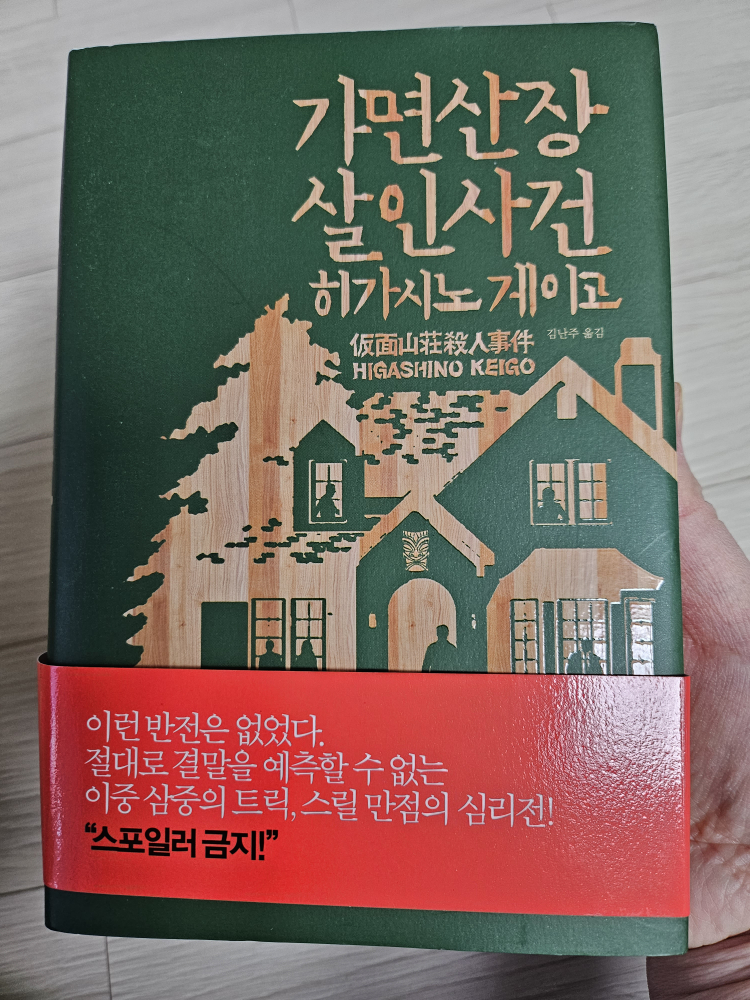 가면산장
살인사건
히가시노 게이고
仮面山荘殺人事件
HIGASHINO KEIGO
김난주 옮김
이런 반전은 없었다.
절대로 결말을 예측할 수 없는
이중 삼중의 트릭, 스릴 만점의 심리전!
“스포일러 금지!”